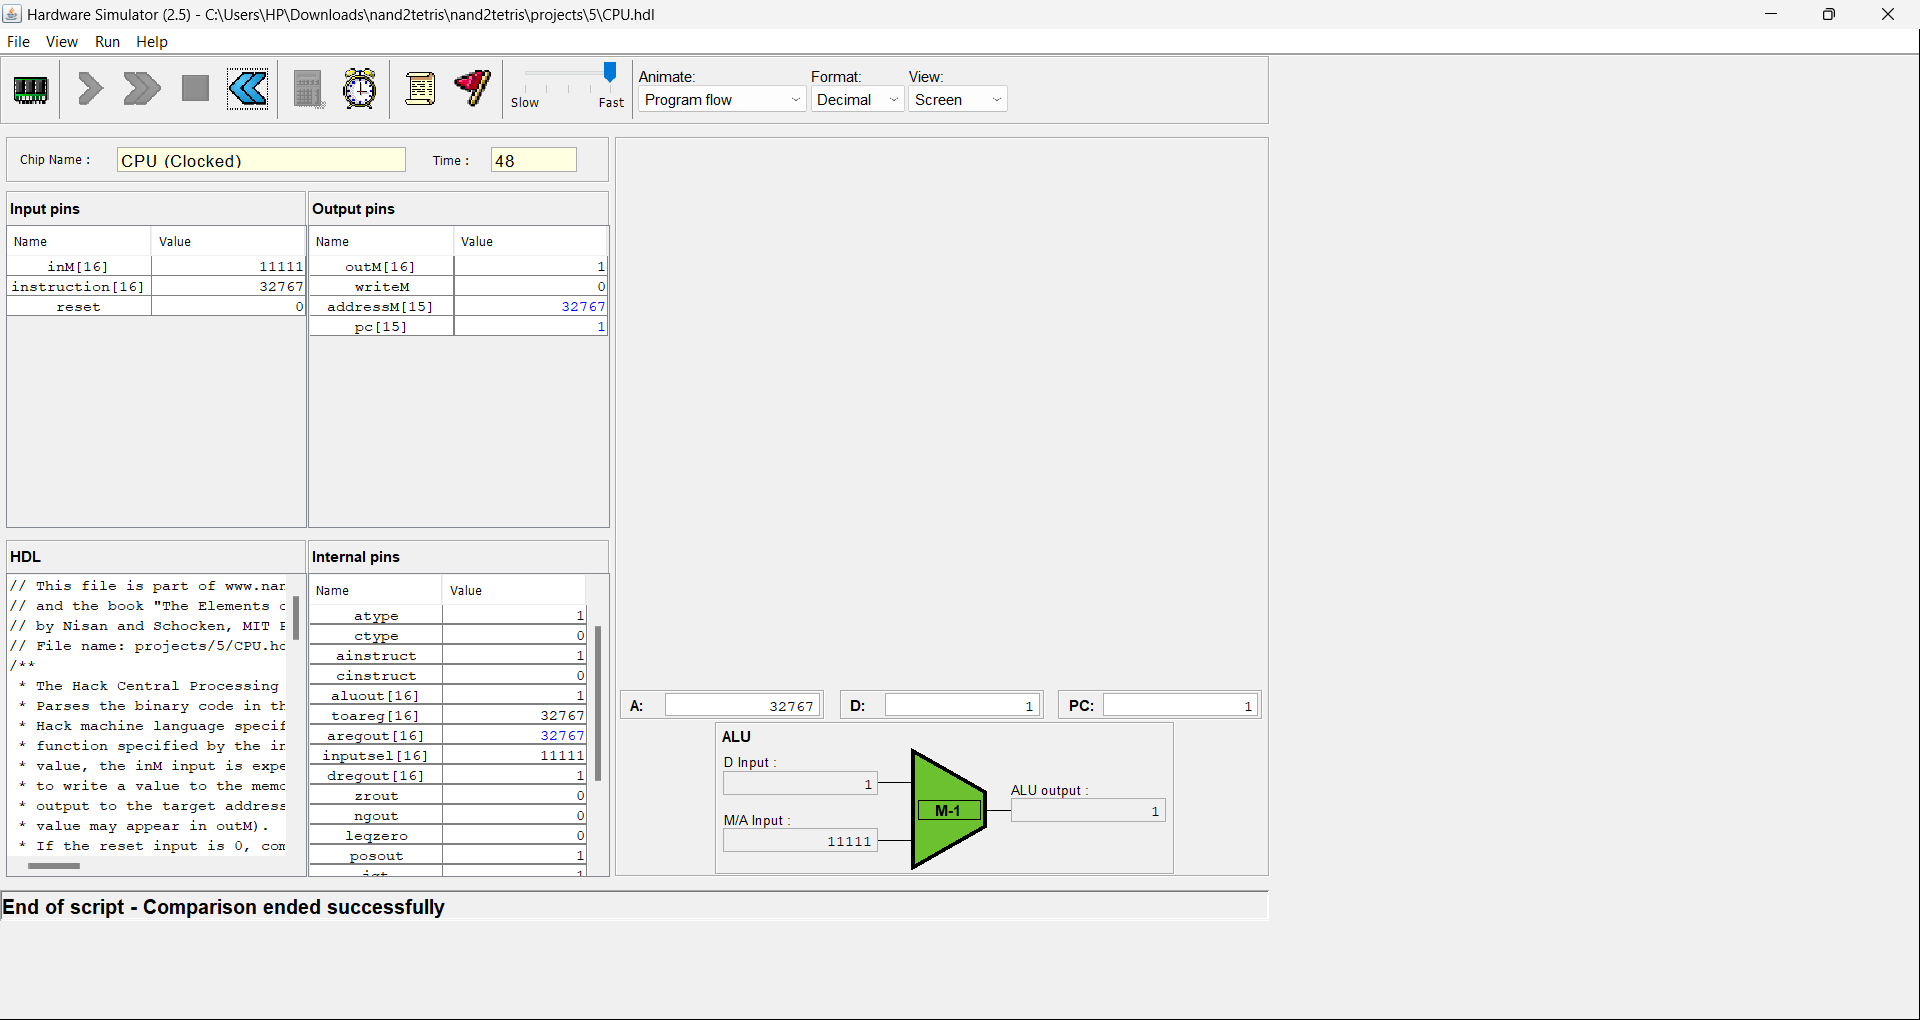 Hardware Simulator (2.5) - C:\Users\HP\Downloads\nand2tetris\nand2tetris\projects\5\CPU.hdl
File View Run Help
Slow Fast
Animate: Format: View:
Program flow Decimal Screen
Chip Name : CPU (Clocked) Time : 48
Input pins
Name Value
inM[16] 11111
instruction[16] 32767
reset 0
Output pins
Name Value
outM[16] 1
writeM 0
addressM[15] 32767
pc[15] 1
HDL
// This file is part of www.nan
// and the book "The Elements o
// by Nisan and Schocken, MIT P
// File name: projects/5/CPU.hd
/**
* The Hack Central Processing
* Parses the binary code in th
* Hack machine language specif
* function specified by the in
* value, the inM input is expe
* to write a value to the memo
* output to the target address
* value may appear in outM).
* If the reset input is 0, com
Internal pins
Name Value
atype 1
ctype 0
ainstruct 1
cinstruct 0
aluout[16] 1
toareg[16] 32767
aregout[16] 32767
inputsel[16] 11111
dregout[16] 1
zrout 0
ngout 0
leqzero 0
posout 1
jgt 1
A: 32767 D: 1 PC: 1
ALU
D Input :
1
M/A Input :
11111
M-1
ALU output :
1
End of script - Comparison ended successfully